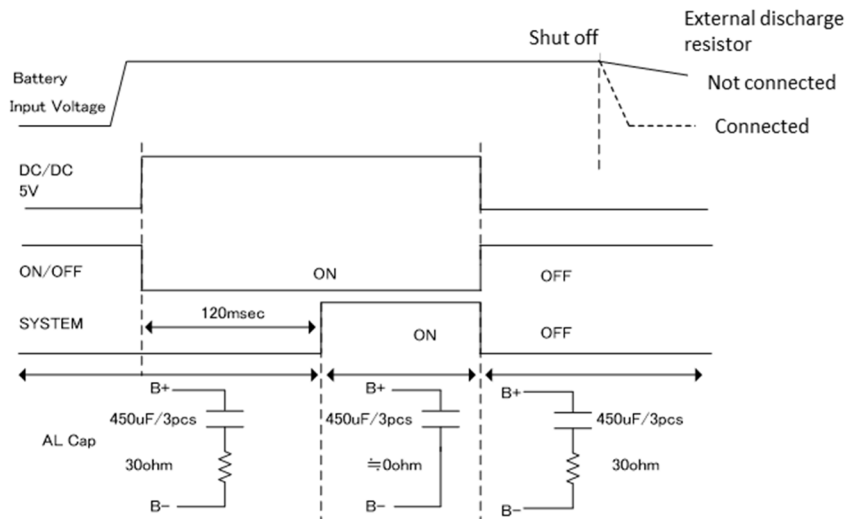 External discharge
resistor
Shut off
Not connected
Connected
Battery
Input Voltage
DC/DC
5V
ON/OFF
ON
OFF
SYSTEM
120msec
ON
OFF
B+
B+
B+
450uF/3pcs
450uF/3pcs
450uF/3pcs
AL Cap
30ohm
≒0ohm
30ohm
B−
B−
B−